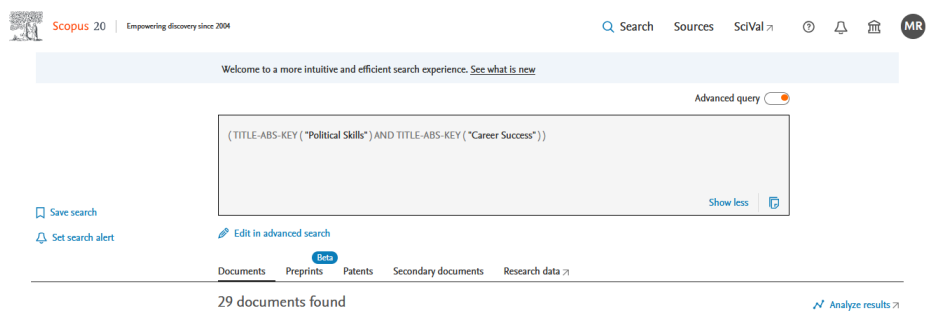 Scopus 20 Empowering discovery since 2004 Search Sources SciVal MR
Welcome to a more intuitive and efficient search experience. See what is new
Advanced query
(TITLE-ABS-KEY ( "Political Skills" ) AND TITLE-ABS-KEY ( "Career Success" ) )
Show less
Save search
Edit in advanced search
Set search alert
Beta
Documents Preprints Patents Secondary documents Research data
29 documents found
Analyze results